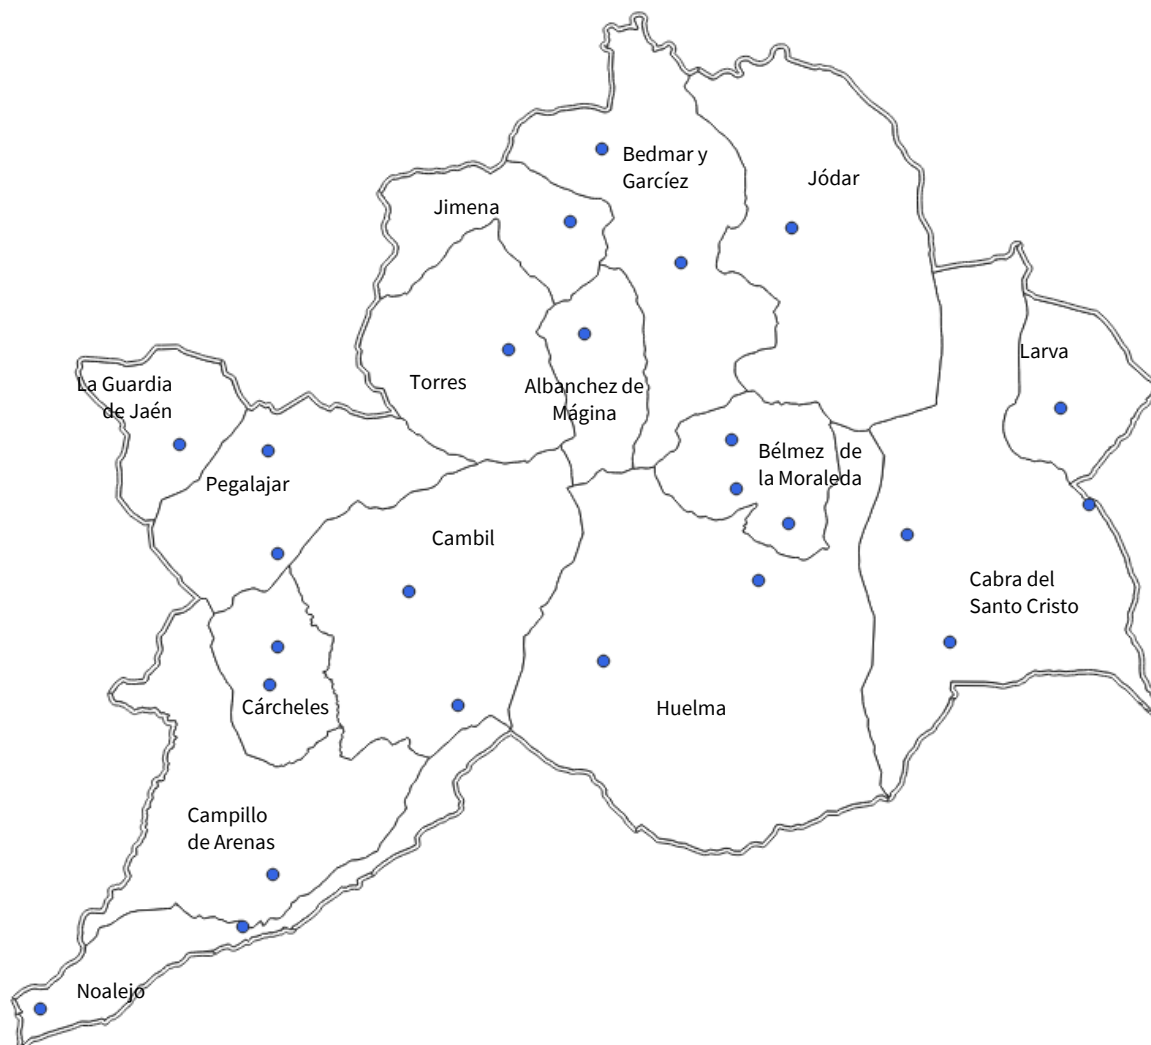 Bedmar y
Garcíez
Jódar
Jimena
Larva
Torres
Albanchez de
Mágina
La Guardia
de Jaén
Bélmez de
la Moraleda
Pegalajar
Cambil
Cabra del
Santo Cristo
Cárcheles
Huelma
Campillo
de Arenas
Noalejo